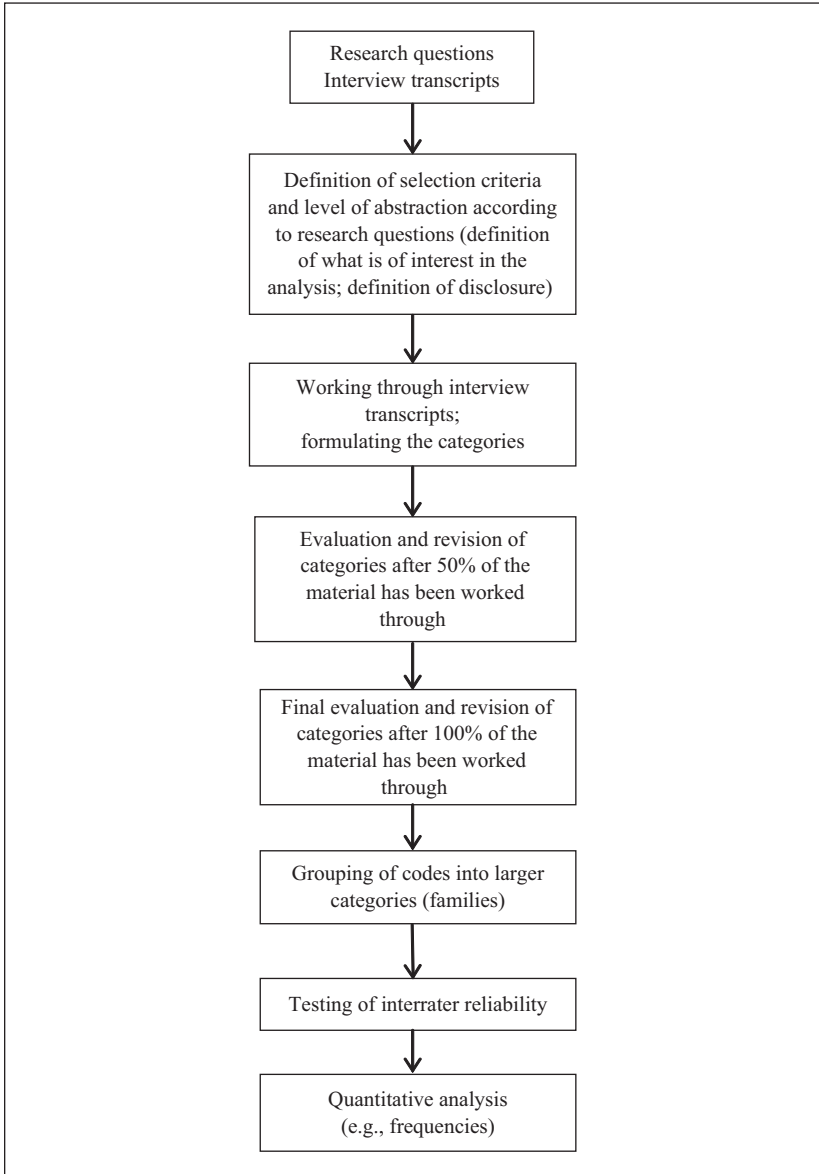 Research questions
Interview transcripts
Definition of selection criteria
and level of abstraction according
to research questions (definition
of what is of interest in the
analysis; definition of disclosure)
Working through interview
transcripts;
formulating the categories
Evaluation and revision of
categories after 50% of the
material has been worked
through
Final evaluation and revision of
categories after 100% of the
material has been worked
through
Grouping of codes into larger
categories (families)
Testing of interrater reliability
Quantitative analysis
(e.g., frequencies)